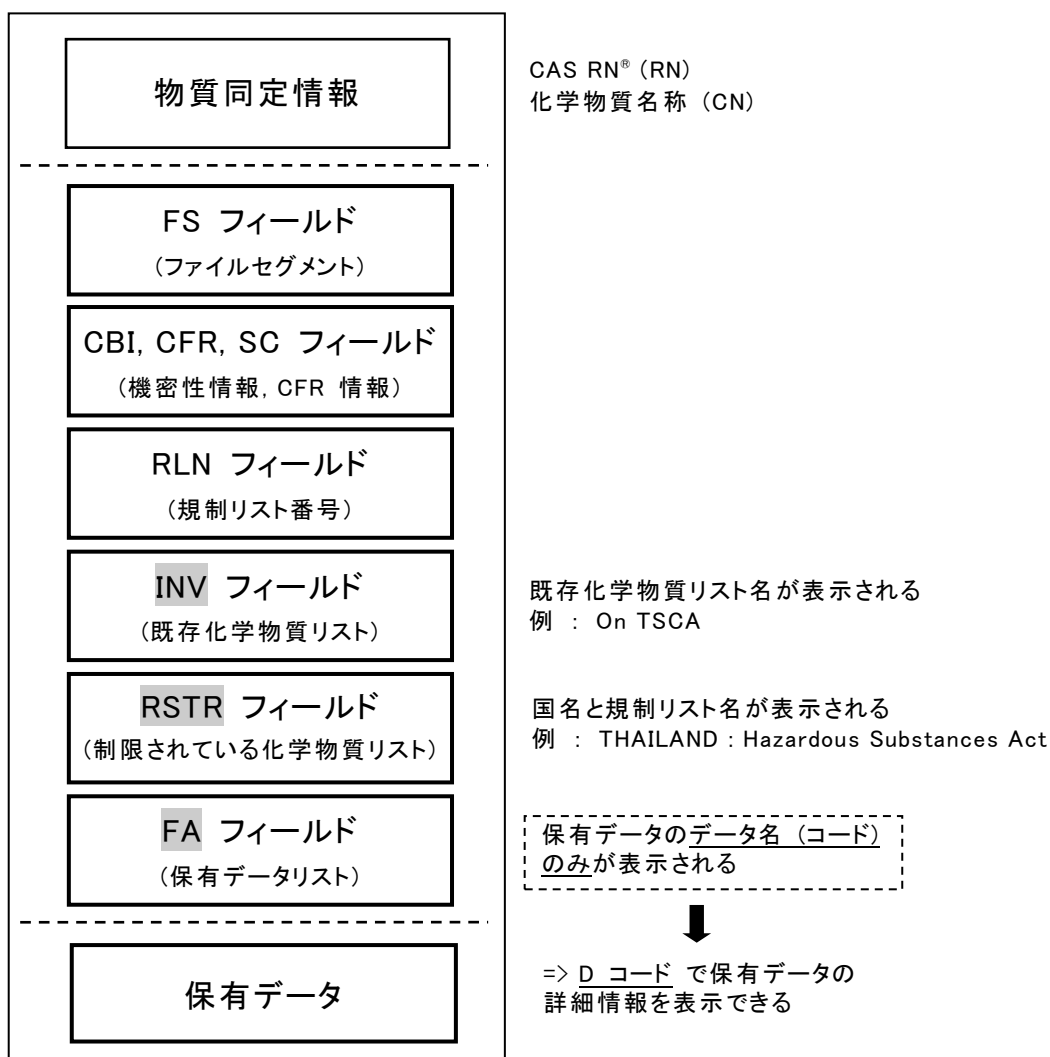 物質同定情報
CAS RN® (RN)
化学物質名称 (CN)
FS フィールド
(ファイルセグメント)
CBI, CFR, SC フィールド
(機密性情報, CFR 情報)
RLN フィールド
(規制リスト番号)
INV フィールド
(既存化学物質リスト)
既存化学物質リスト名が表示される
例 : On TSCA
RSTR フィールド
(制限されている化学物質リスト)
国名と規制リスト名が表示される
例 : THAILAND : Hazardous Substances Act
FA フィールド
(保有データリスト)
保有データのデータ名 (コード)
のみが表示される
保有データ
=> D コード で保有データの
詳細情報を表示できる